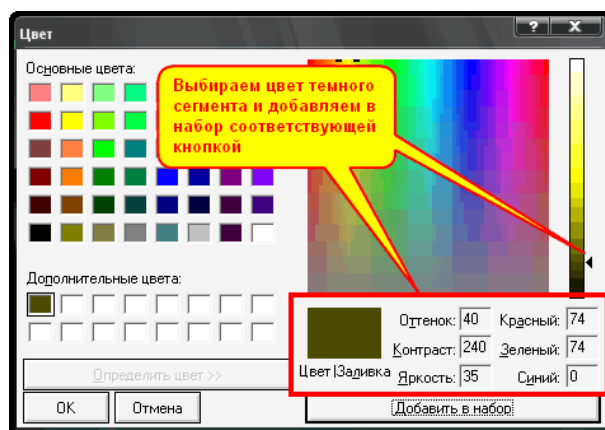 Цвет
? X
Основные цвета:
Выбираем цвет темного
сегмента и добавляем в
набор соответствующей
кнопкой
Дополнительные цвета:
Определить цвет >>
ОК Отмена
Цвет|Заливка
Оттенок: 40 Красный: 74
Контраст: 240 Зеленый: 74
Яркость: 35 Синий: 0
Добавить в набор